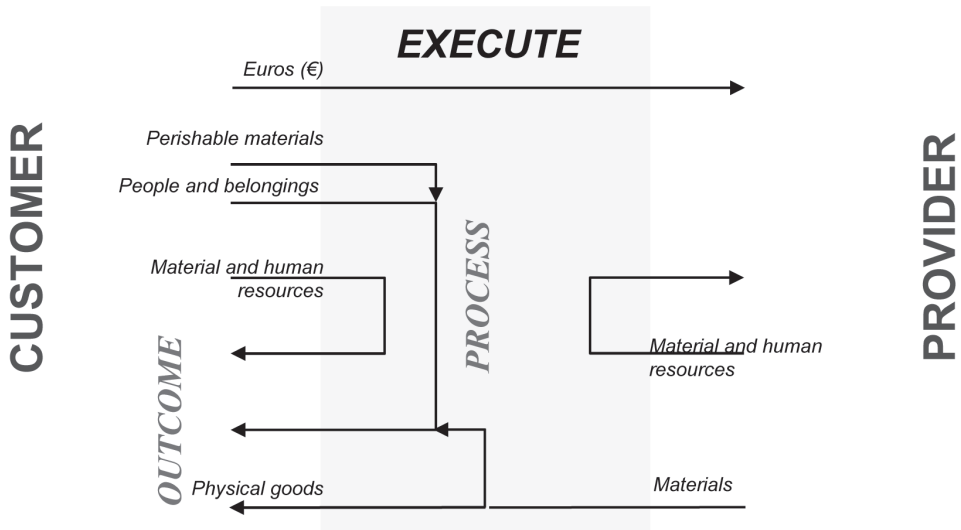 EXECUTE
Euros (€)
Perishable materials
People and belongings
CUSTOMER
PROVIDER
PROCESS
Material and human
resources
Material and human
resources
OUTCOME
Physical goods
Materials